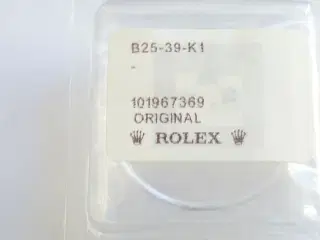 B25-39-K1
-
101967369
ORIGINAL
ROLEX